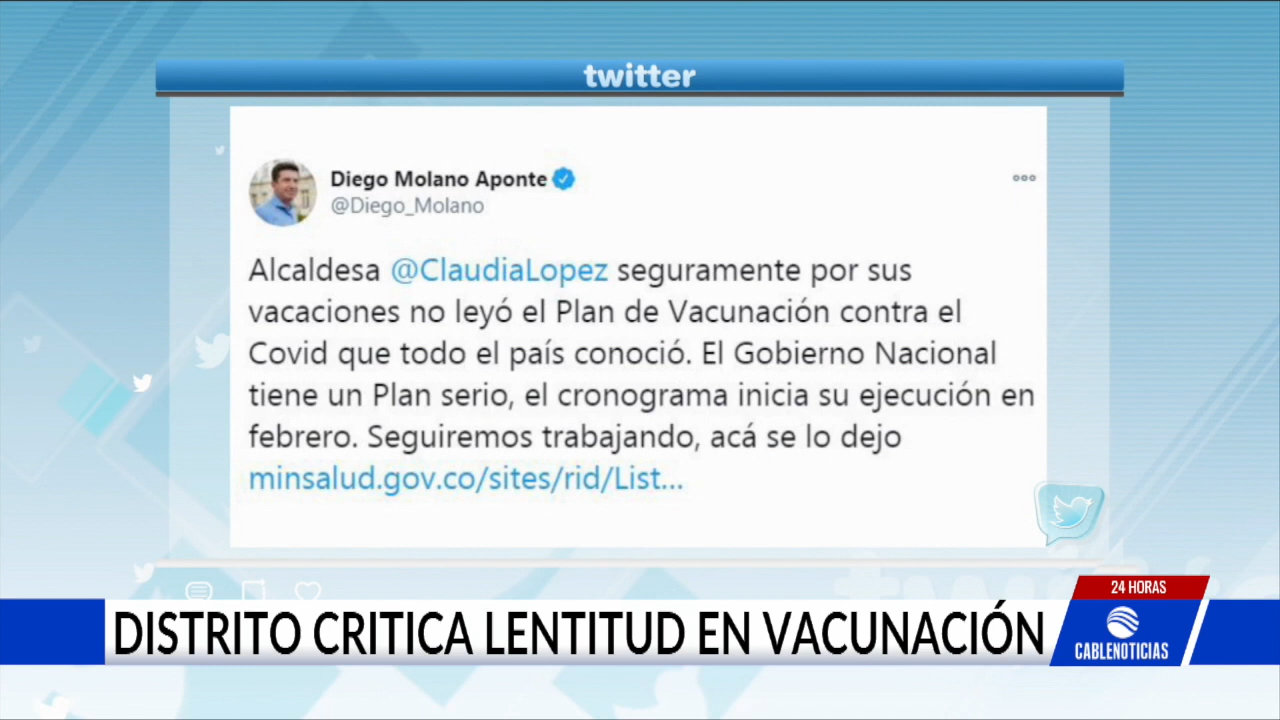 twitter
Diego Molano Aponte
@Diego_Molano
Alcaldesa @ClaudiaLopez seguramente por sus
vacaciones no leyó el Plan de Vacunación contra el
Covid que todo el país conoció. El Gobierno Nacional
tiene un Plan serio, el cronograma inicia su ejecución en
febrero. Seguiremos trabajando, acá se lo dejo
minsalud.gov.co/sites/rid/List...
24 HORAS
DISTRITO CRITICA LENTITUD EN VACUNACIÓN
CABLENOTICIAS